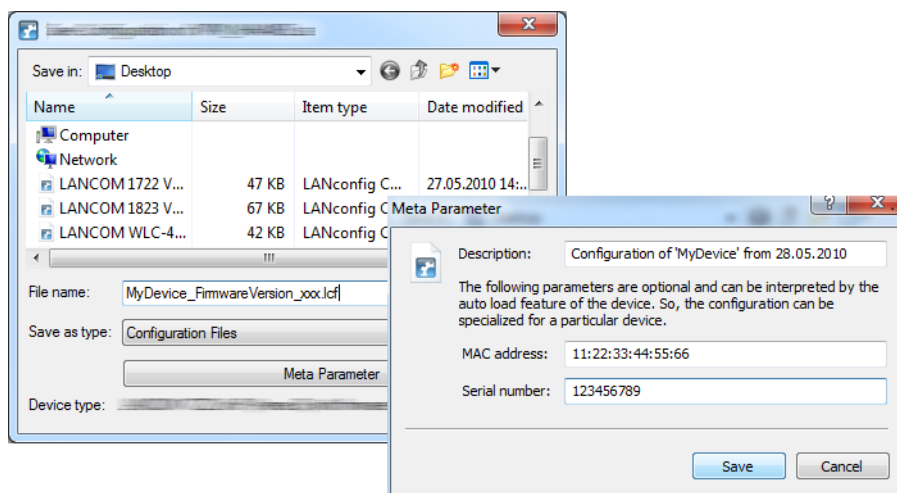 Save in: Desktop
Name Size Item type Date modified
Computer
Network
LANCOM 1722 V... 47 KB LANconfig C... 27.05.2010 14:...
LANCOM 1823 V... 67 KB LANconfig C
LANCOM WLC-4... 42 KB LANconfig C
File name: MyDevice_FirmwareVersion_xxx.lcf
Save as type: Configuration Files
Meta Parameter
Device type:
Meta Parameter
Description: Configuration of 'MyDevice' from 28.05.2010
The following parameters are optional and can be interpreted by the
auto load feature of the device. So, the configuration can be
specialized for a particular device.
MAC address: 11:22:33:44:55:66
Serial number: 123456789
Save Cancel